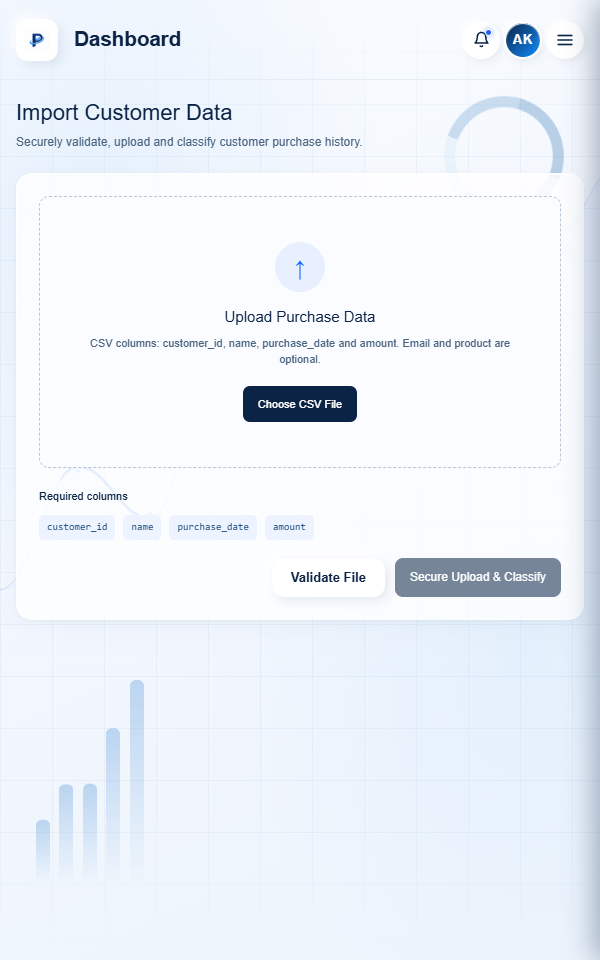 P
Dashboard
AK
Import Customer Data
Securely validate, upload and classify customer purchase history.
↑
Upload Purchase Data
CSV columns: customer_id, name, purchase_date and amount. Email and product are
optional.
Choose CSV File
Required columns
customer_id name purchase_date amount
Validate File Secure Upload & Classify